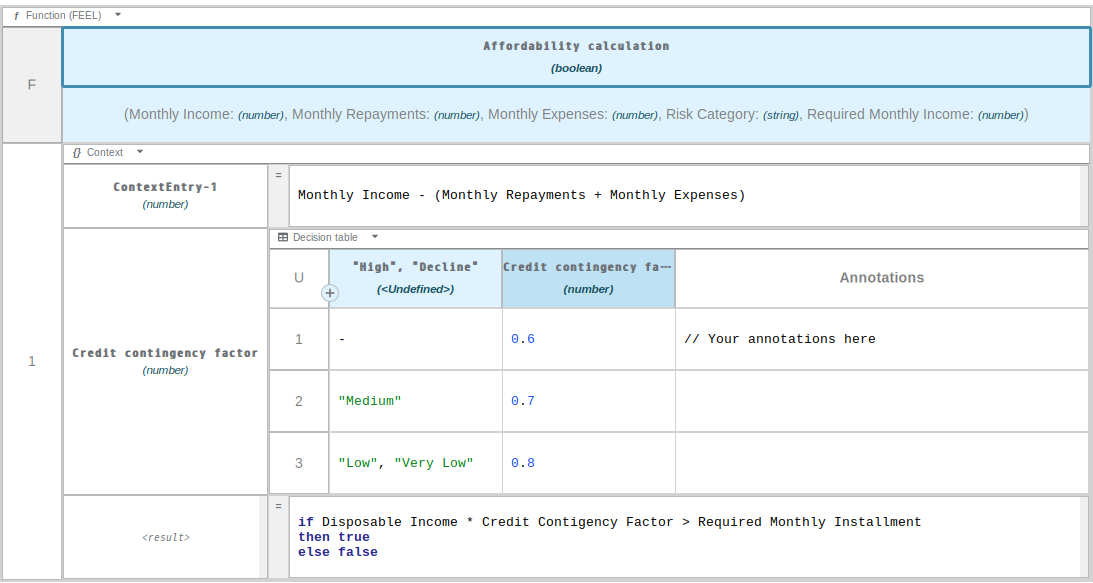 f Function (FEEL)
F
Affordability calculation
(boolean)
(Monthly Income: (number), Monthly Repayments: (number), Monthly Expenses: (number), Risk Category: (string), Required Monthly Income: (number))
1
{} Context
ContextEntry-1
(number)
=
Monthly Income - (Monthly Repayments + Monthly Expenses)
Credit contingency factor
(number)
Decision table
U
"High", "Decline"
(<Undefined>)
Credit contingency fa…
(number)
Annotations
1
-
0.6
// Your annotations here
2
"Medium"
0.7
3
"Low", "Very Low"
0.8
<result>
=
if Disposable Income * Credit Contigency Factor > Required Monthly Installment
then true
else false